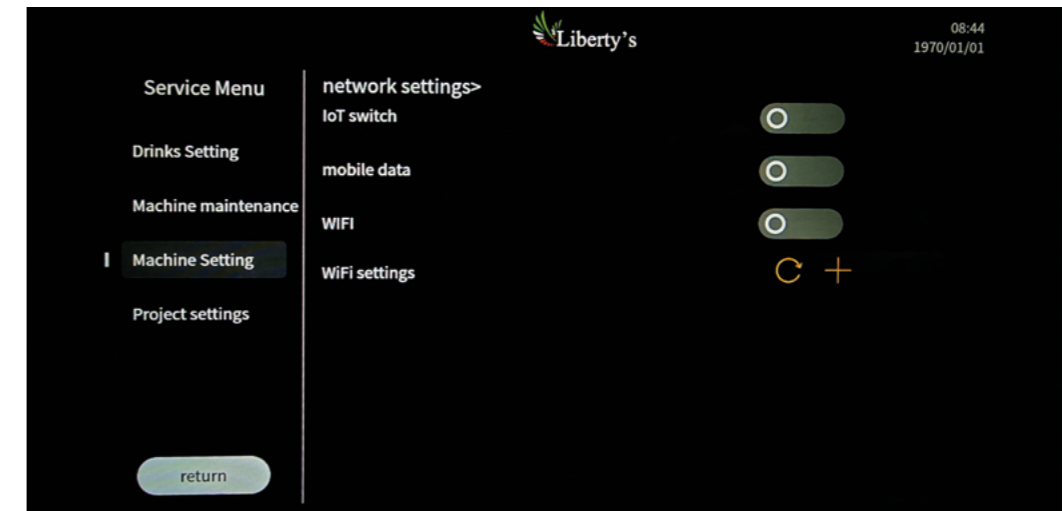 Liberty's
08:44
1970/01/01
Service Menu
Drinks Setting
Machine maintenance
Machine Setting
Project settings
return
network settings>
IoT switch
mobile data
WIFI
WiFi settings